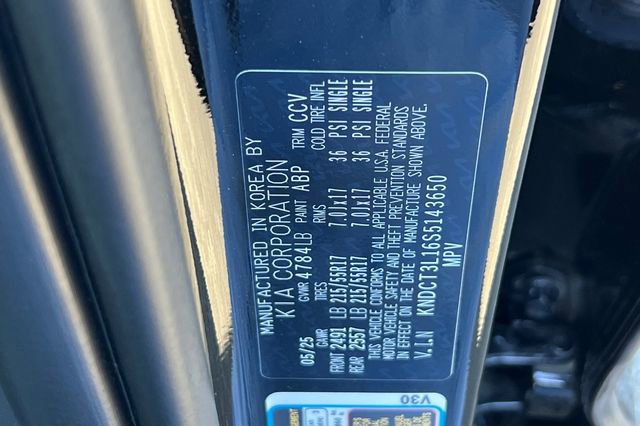 MANUFACTURED IN KOREA BY
KIA CORPORATION
05/25 GVWR 4784LB PAINT ABP TRIM CCV
GAWR RIMS COLD TIRE INFL.
FRONT 2491 LB 215/55R17 7.0Jx17 36 PSI SINGLE
REAR 2557 LB 215/55R17 7.0Jx17 36 PSI SINGLE
THIS VEHICLE CONFORMS TO ALL APPLICABLE U.S.A. FEDERAL
MOTOR VEHICLE SAFETY AND THEFT PREVENTION STANDARDS
IN EFFECT ON THE DATE OF MANUFACTURE SHOWN ABOVE.
V.I.N KNDCT3L16S5143650
MPV
V30